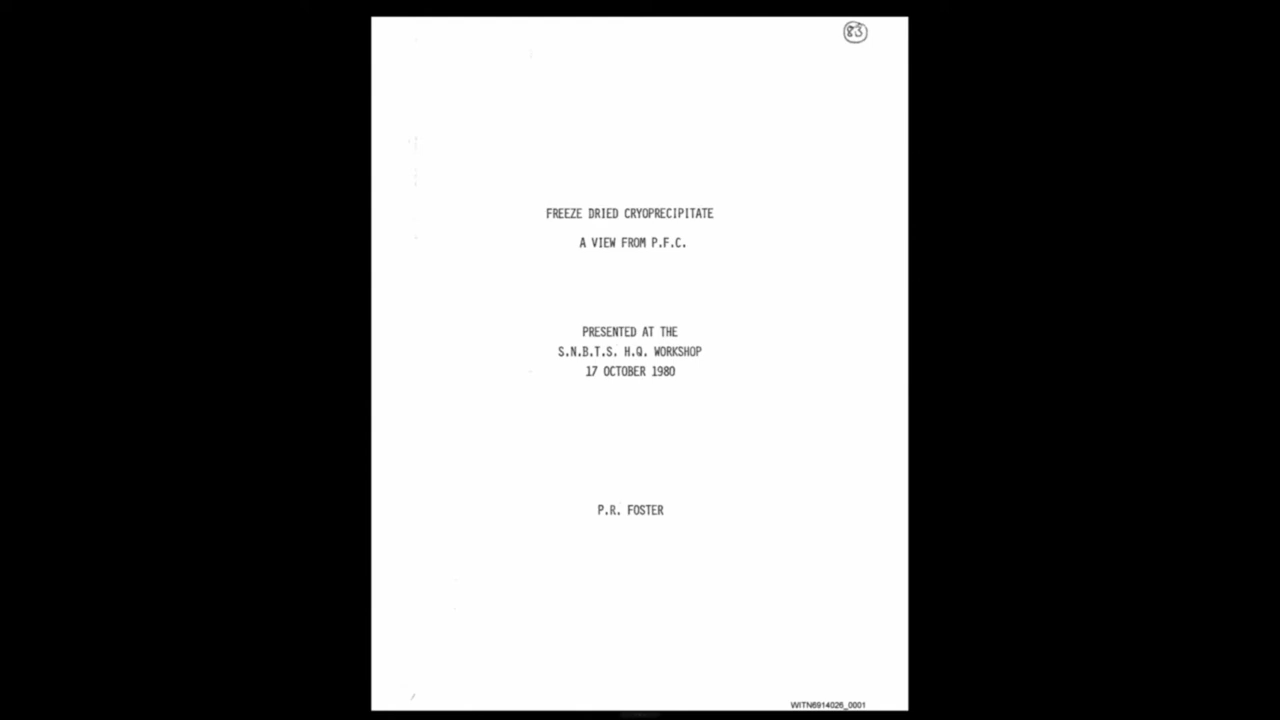 83
FREEZE DRIED CRYOPRECIPITATE
A VIEW FROM P.F.C.
PRESENTED AT THE
S.N.B.T.S. H.Q. WORKSHOP
17 OCTOBER 1980
P.R. FOSTER
WITN6914026_0001